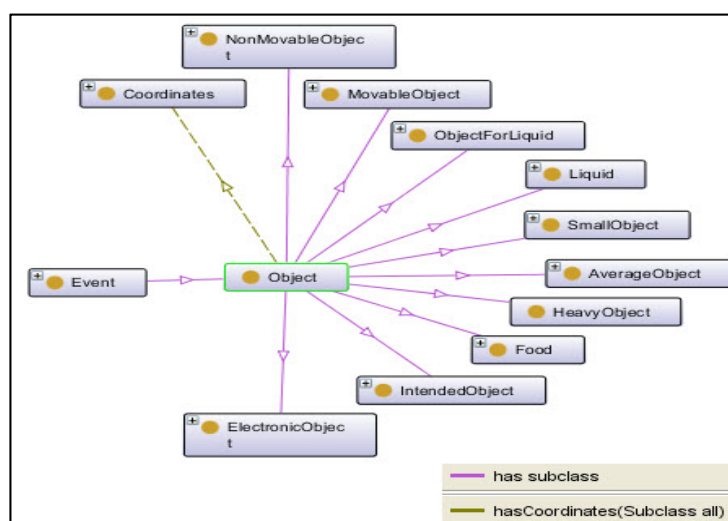 NonMovableObjec
t
Coordinates
MovableObject
ObjectForLiquid
Liquid
SmallObject
Event
Object
AverageObject
HeavyObject
Food
IntendedObject
ElectronicObjec
t
has subclass
hasCoordinates(Subclass all)